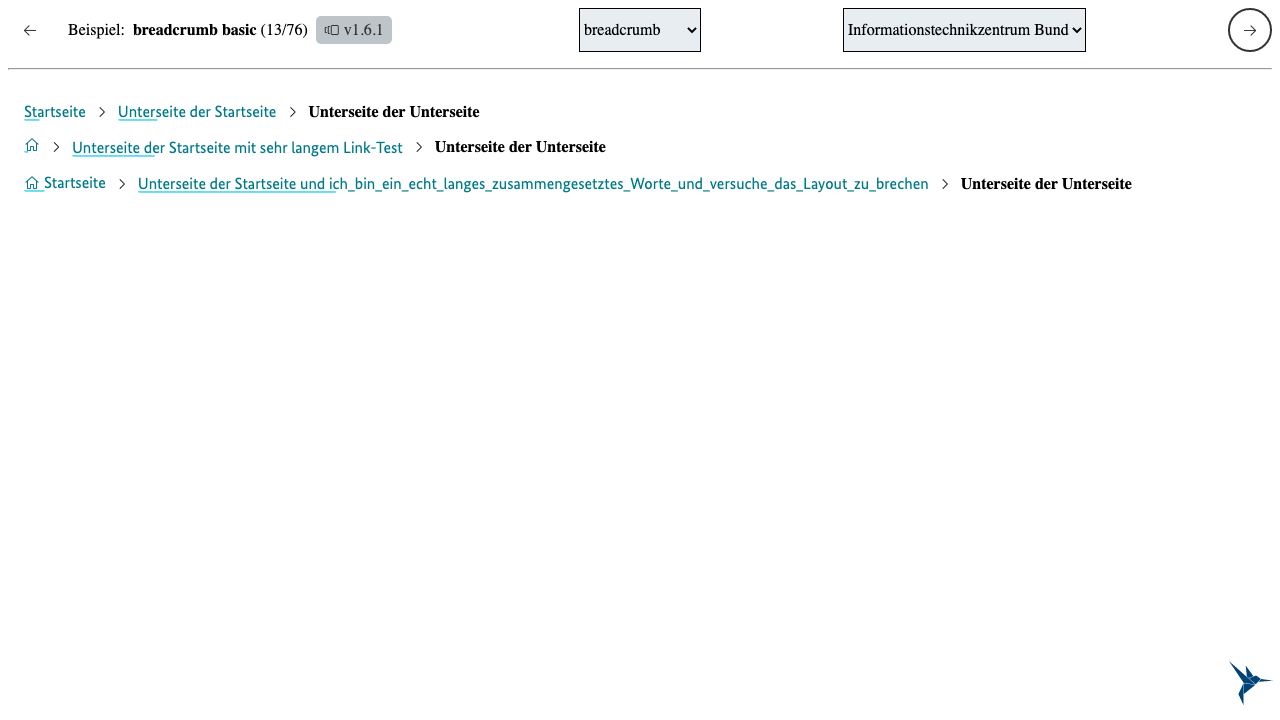 Beispiel: breadcrumb basic (13/76) v1.6.1 breadcrumb Informationstechnikzentrum Bund
Startseite Unterseite der Startseite Unterseite der Unterseite
Unterseite der Startseite mit sehr langem Link-Test Unterseite der Unterseite
Startseite Unterseite der Startseite und ich_bin_ein_echt_langes_zusammengesetztes_Worte_und_versuche_das_Layout_zu_brechen Unterseite der Unterseite